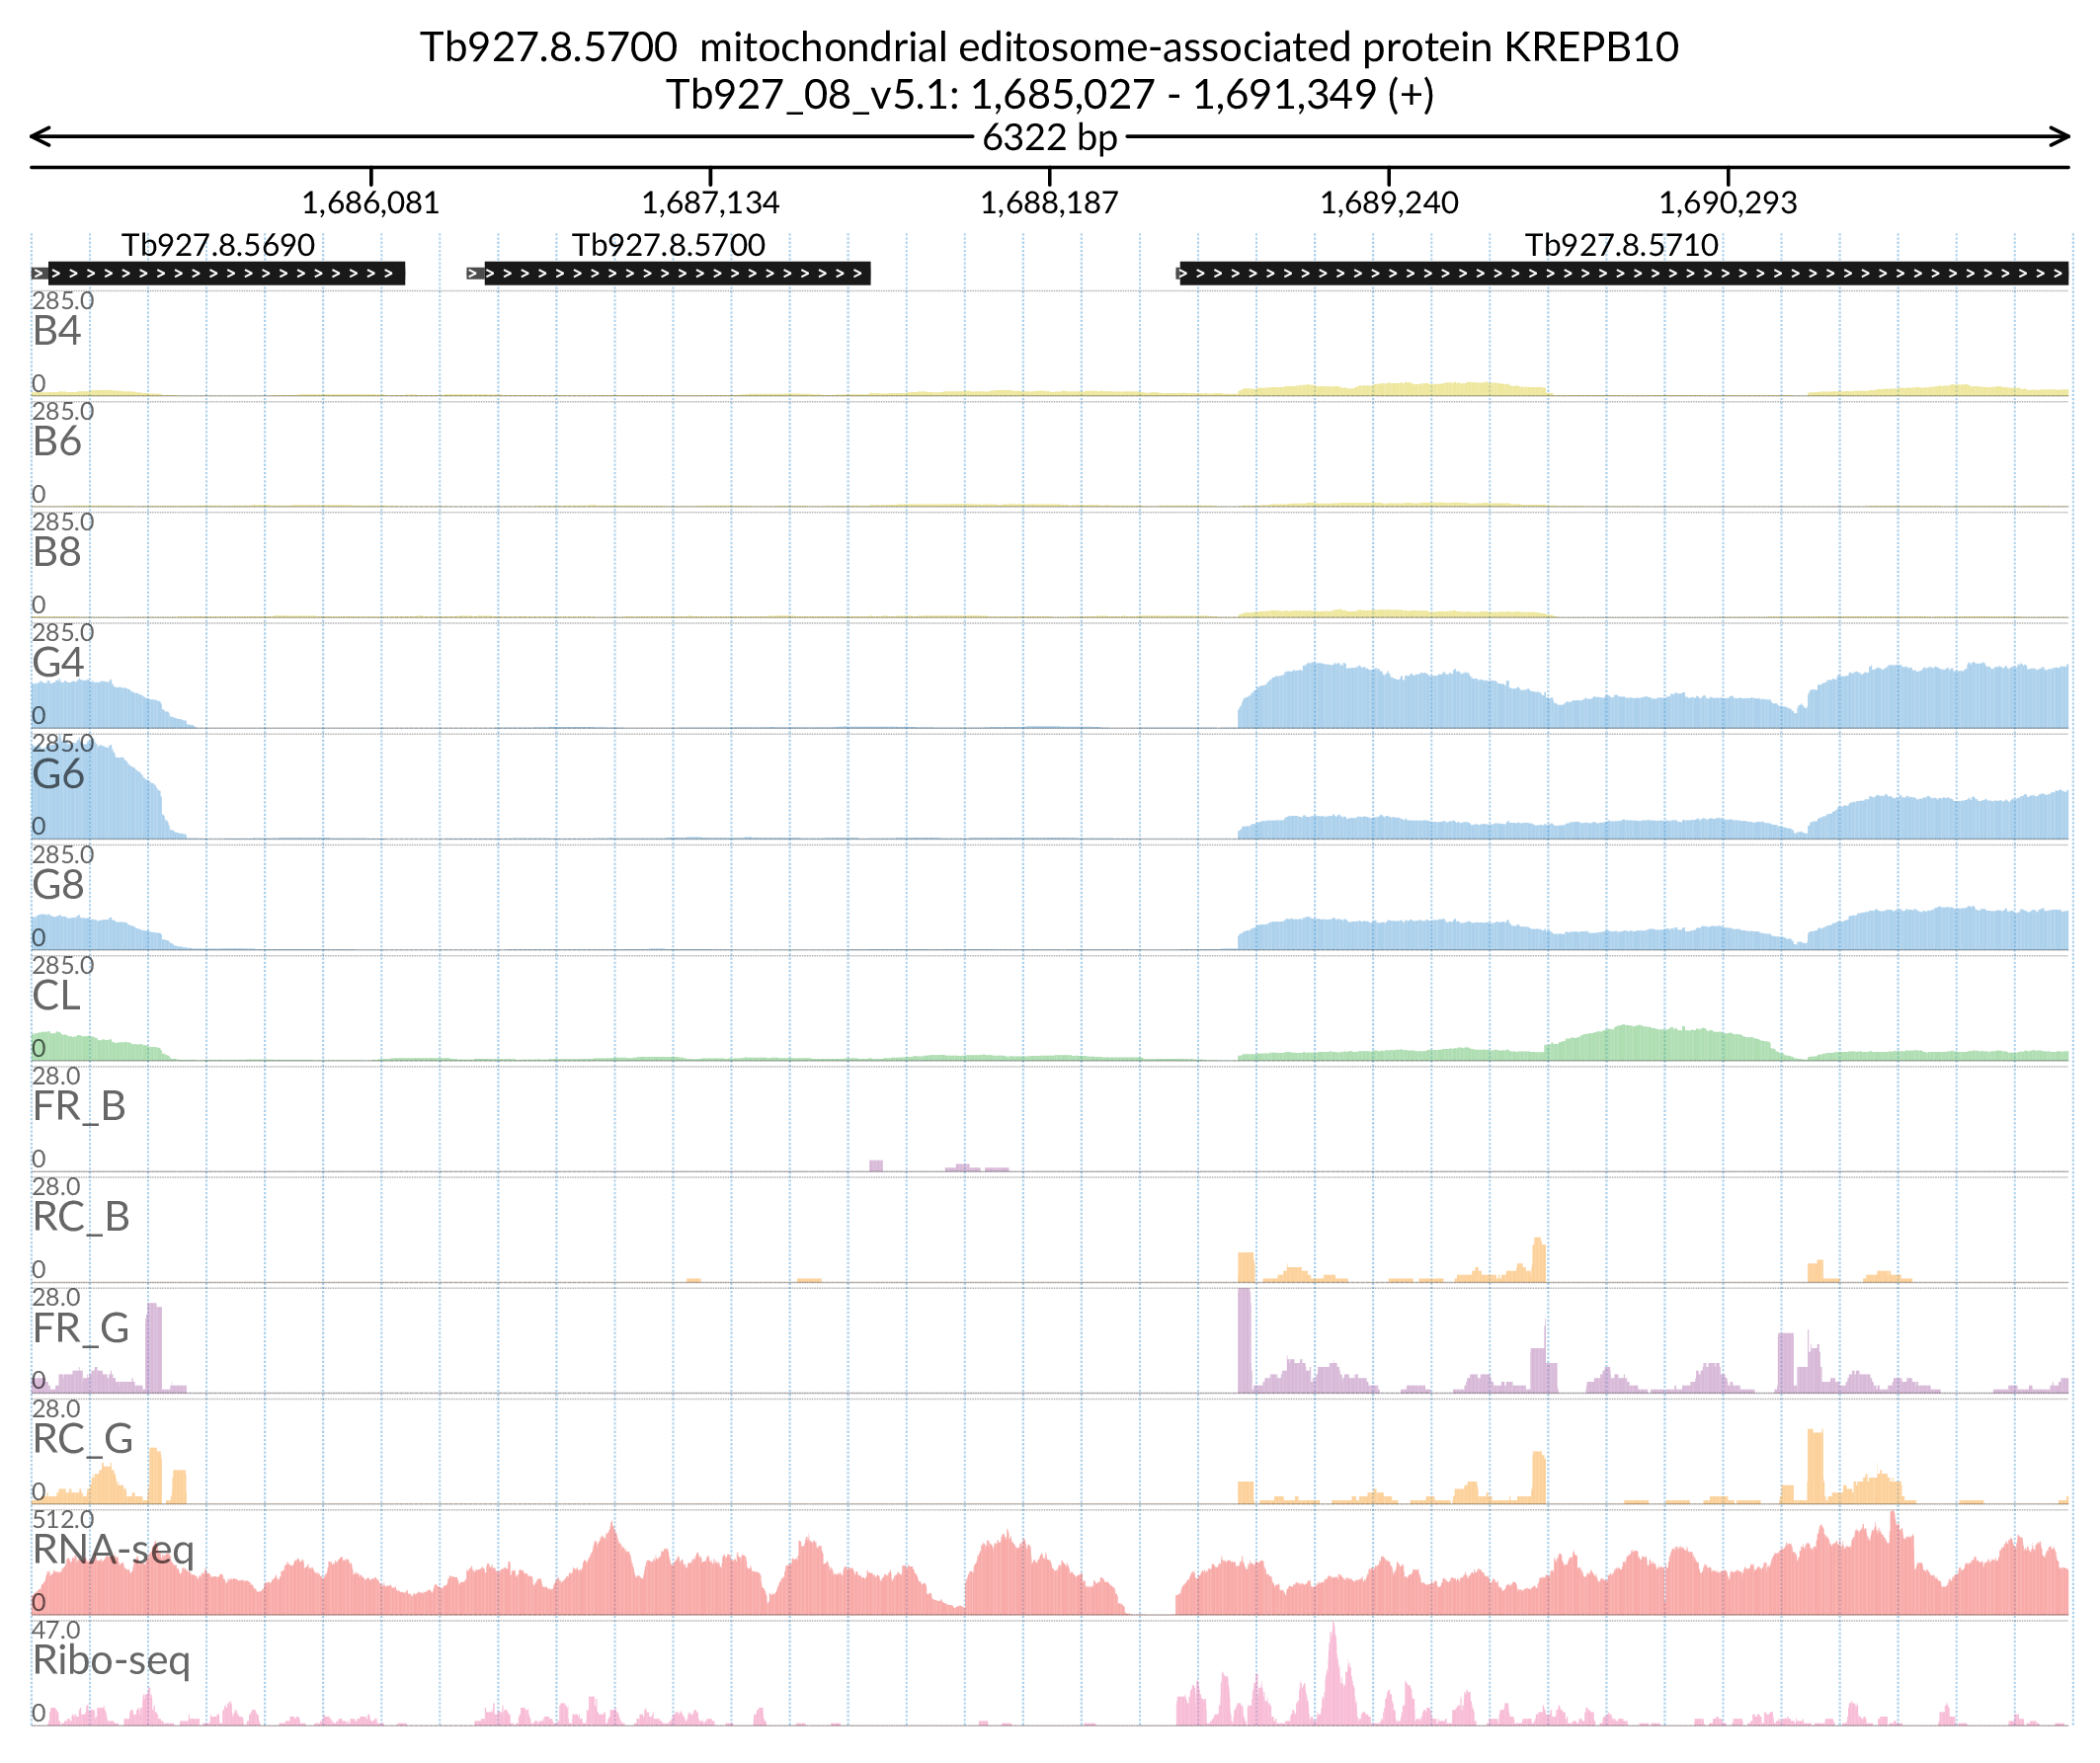 Tb927.8.5700  mitochondrial editosome-associated protein KREPB10
Tb927_08_v5.1: 1,685,027 - 1,691,349 (+)
6322 bp
1,686,081 1,687,134 1,688,187 1,689,240 1,690,293
Tb927.8.5690 Tb927.8.5700 Tb927.8.5710
285.0
B4
0
285.0
B6
0
285.0
B8
0
285.0
G4
0
285.0
G6
0
285.0
G8
0
285.0
CL
0
28.0
FR_B
0
28.0
RC_B
0
28.0
FR_G
0
28.0
RC_G
0
512.0
RNA-seq
0
47.0
Ribo-seq
0